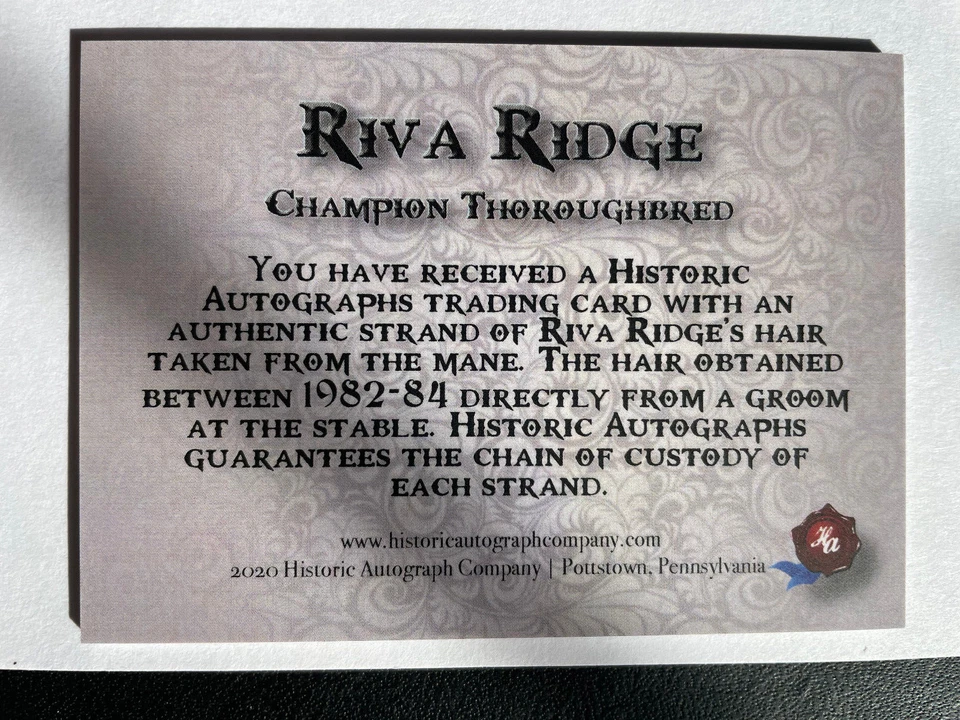 Riva Ridge
Champion Thoroughbred
You have received a Historic
Autographs trading card with an
authentic strand of Riva Ridge's hair
taken from the mane. The hair obtained
between 1982-84 directly from a groom
at the stable. Historic Autographs
guarantees the chain of custody of
each strand.
www.historicautographcompany.com
2020 Historic Autograph Company | Pottstown, Pennsylvania
Ha